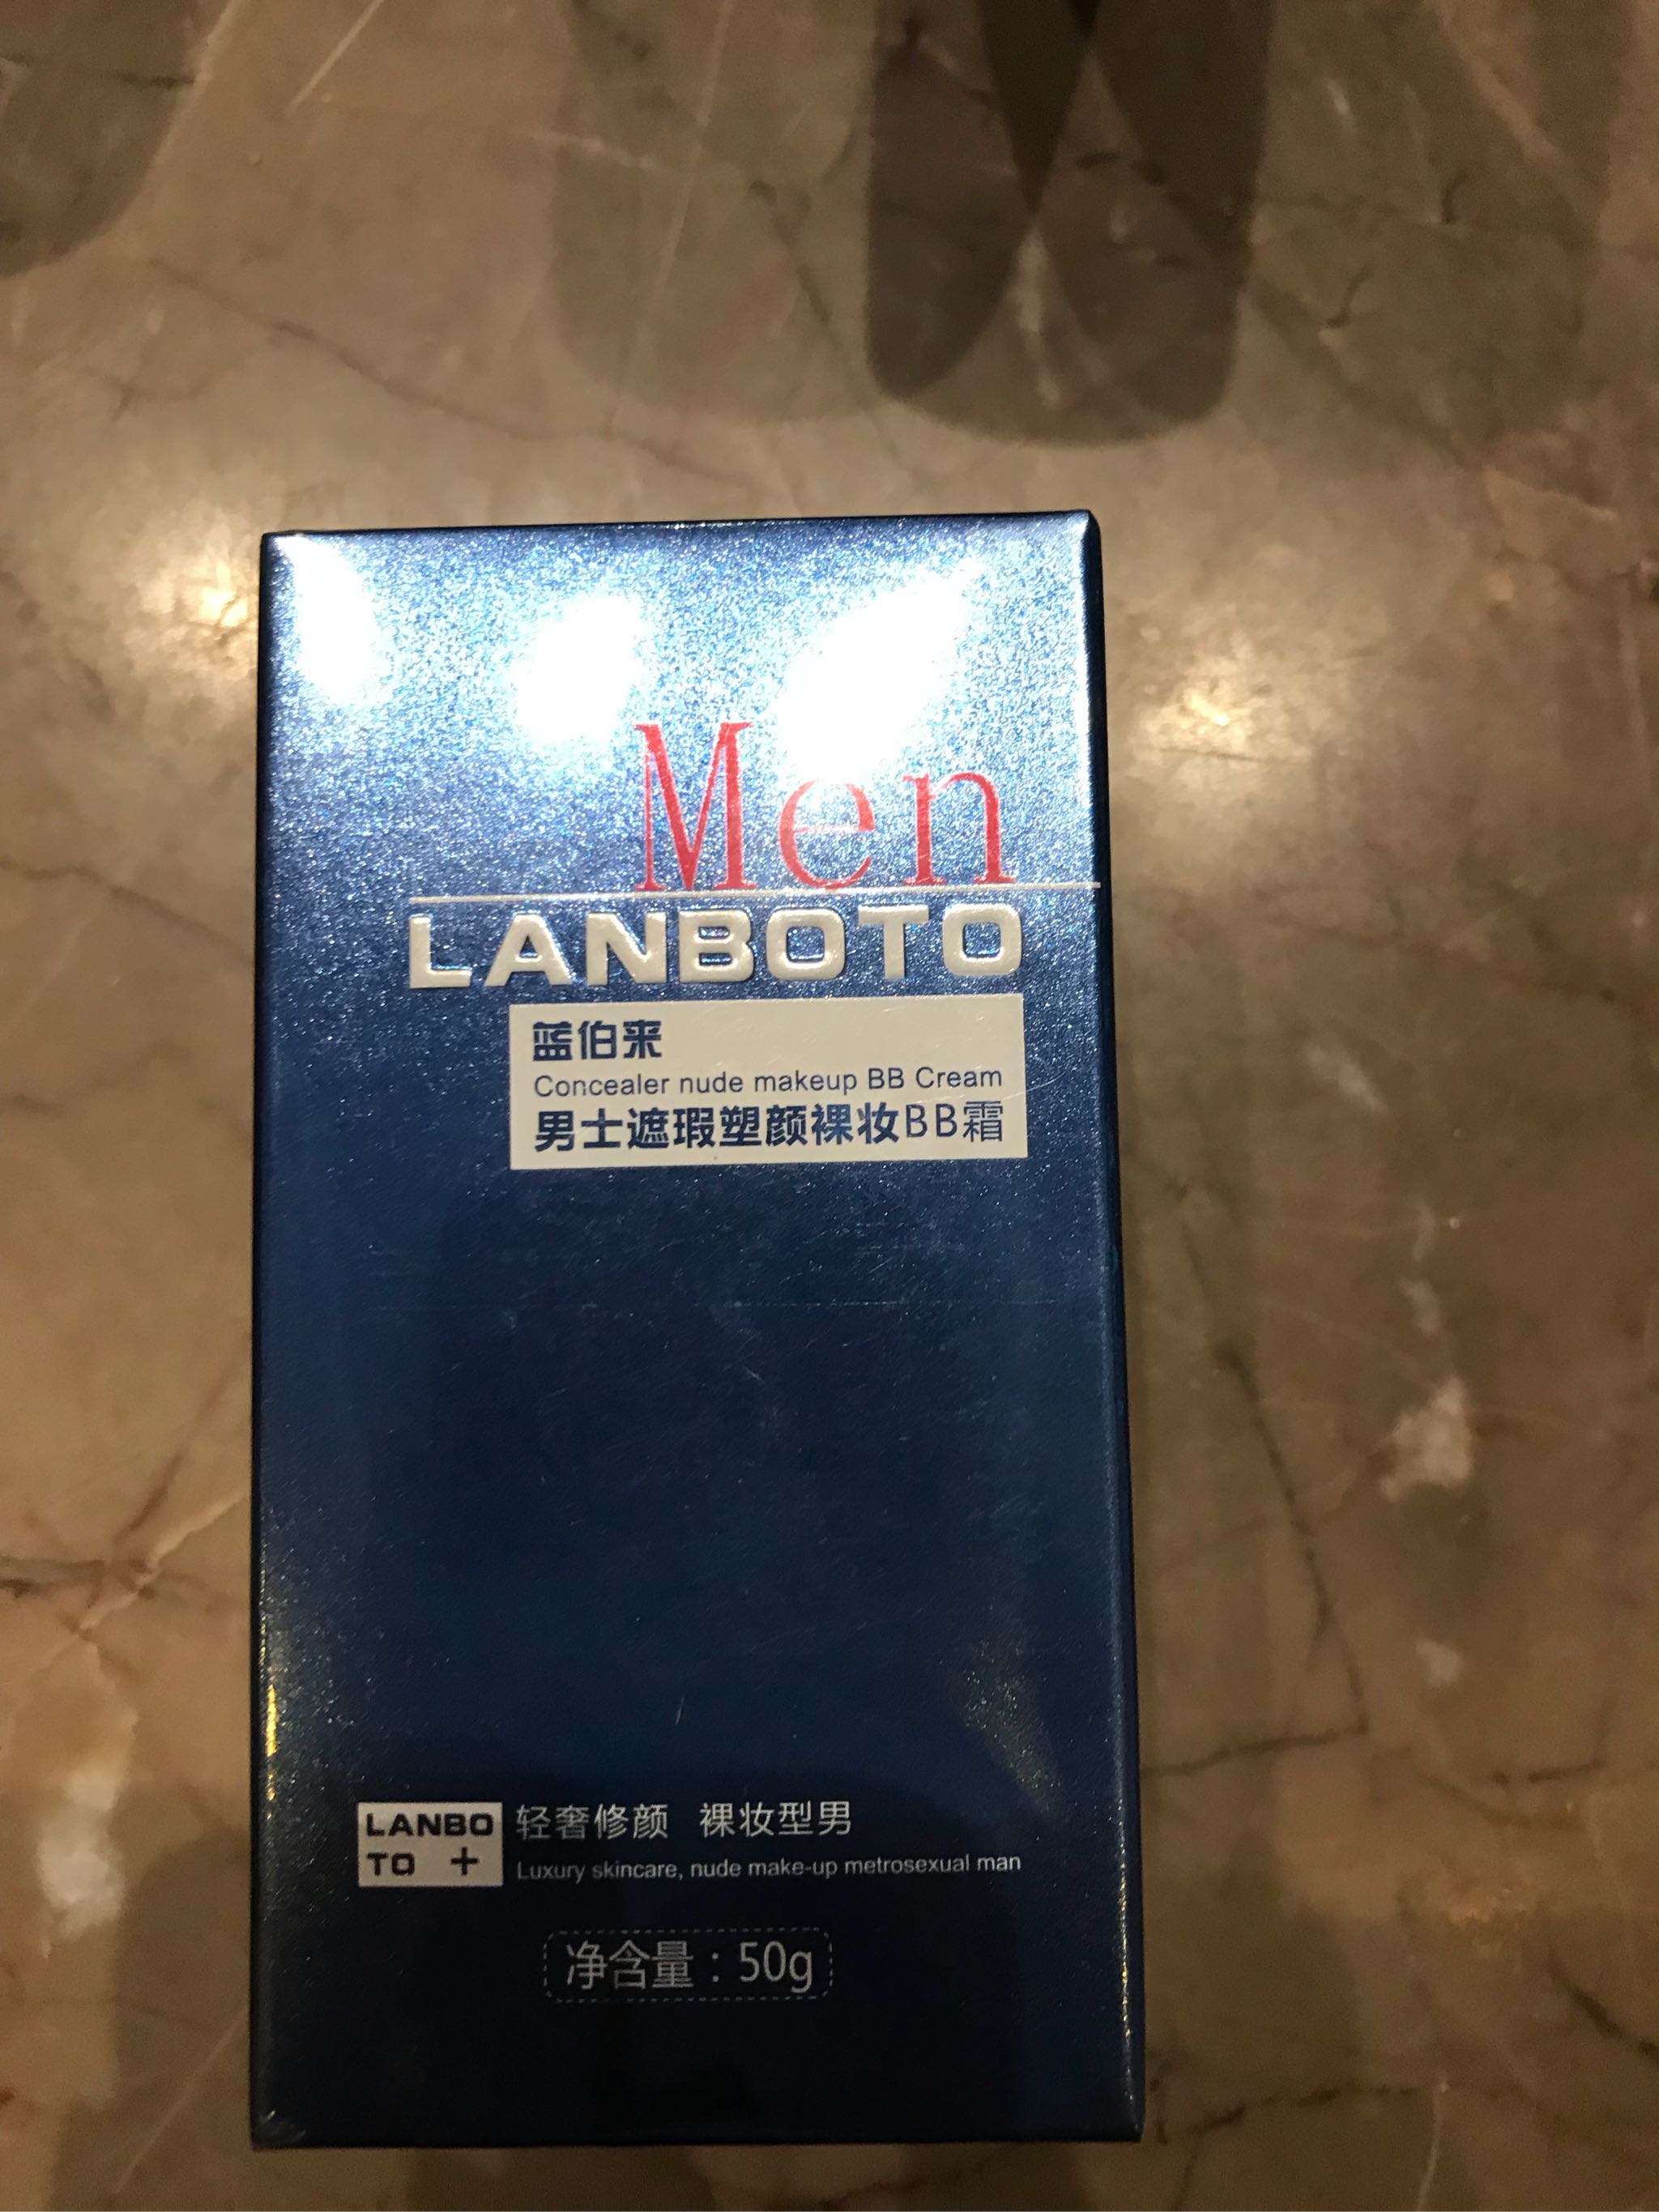 Men
LANBOTO
蓝伯来
Concealer nude makeup BB Cream
男士遮瑕塑颜裸妆BB霜
LANBO
TO +
轻奢修颜 裸妆型男
Luxury skincare, nude make-up metrosexual man
净含量：50g